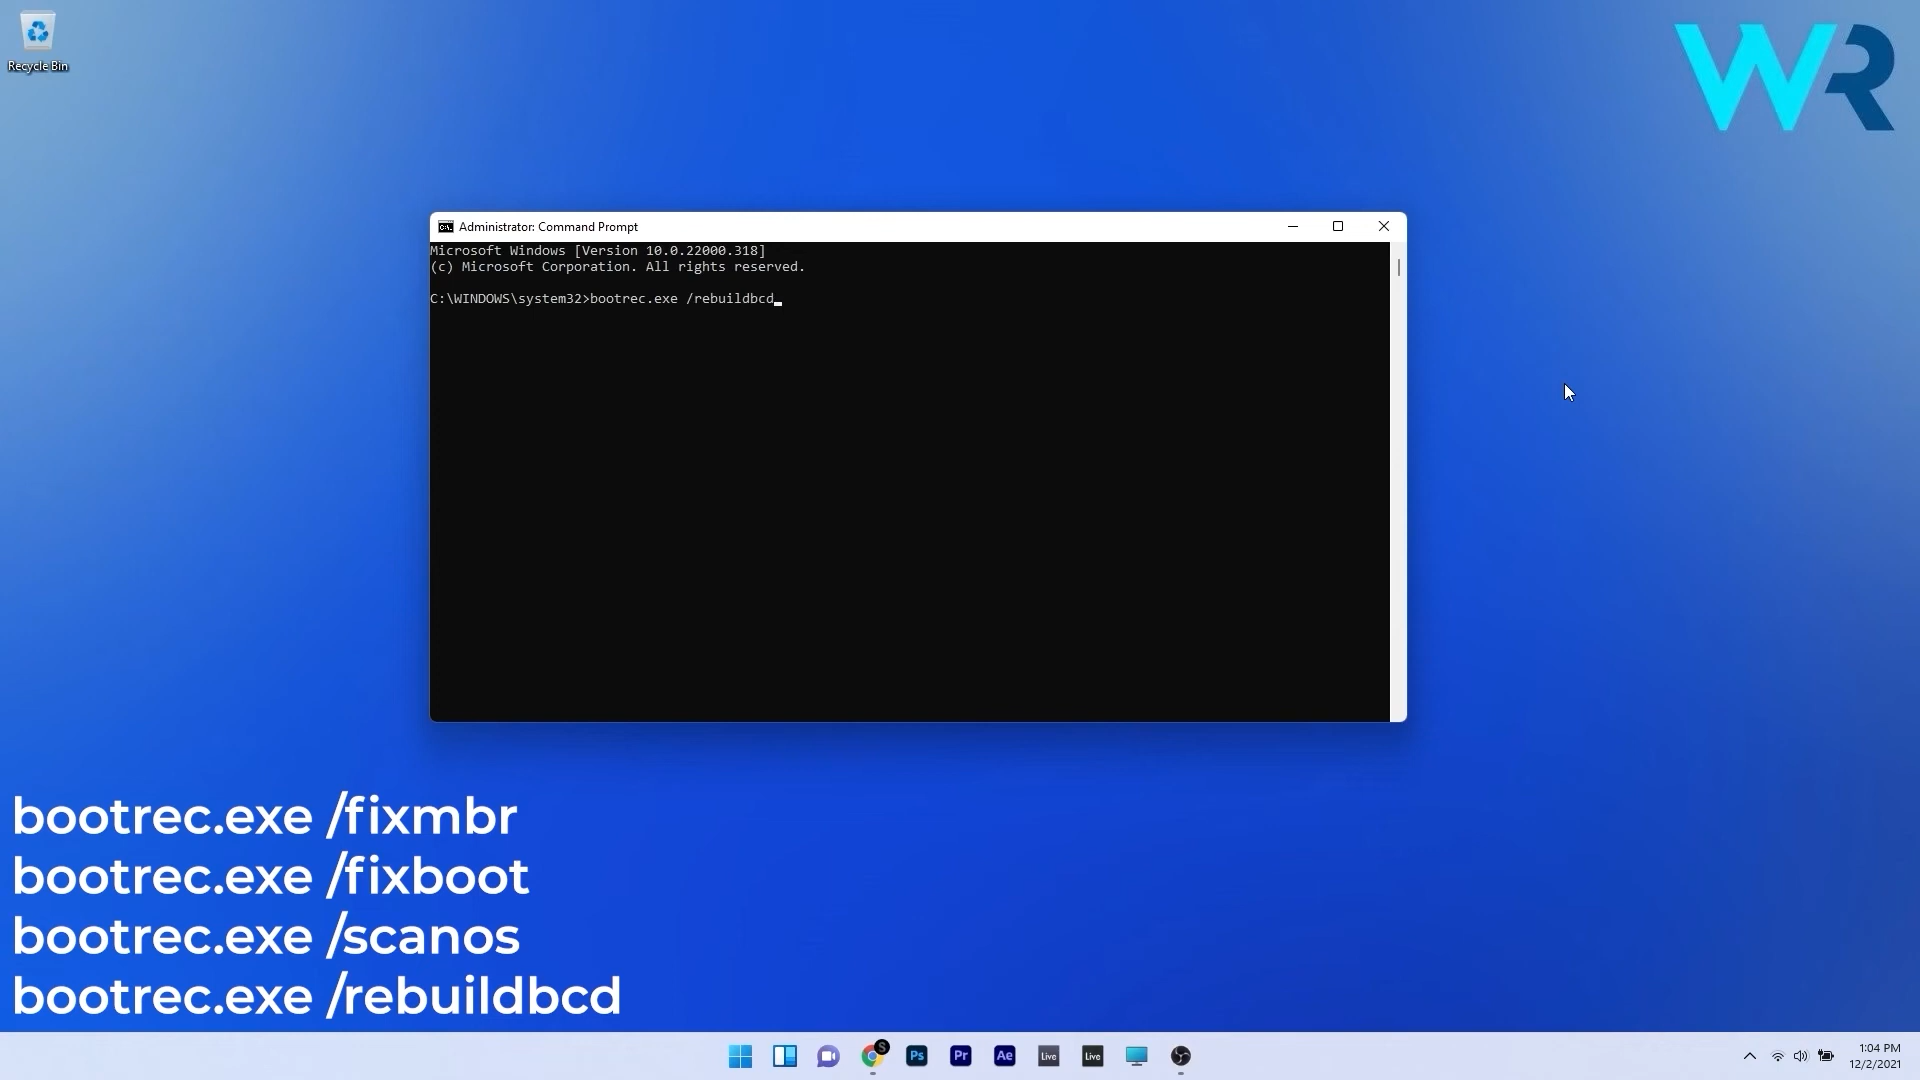 Recycle Bin
WR
Administrator: Command Prompt
Microsoft Windows [Version 10.0.22000.318]
(c) Microsoft Corporation. All rights reserved.
C:\WINDOWS\system32>bootrec.exe /rebuildbcd
bootrec.exe /fixmbr
bootrec.exe /fixboot
bootrec.exe /scanos
bootrec.exe /rebuildbcd
S
Ps
Pr
Ae
Live
Live
1:04 PM
12/2/2021